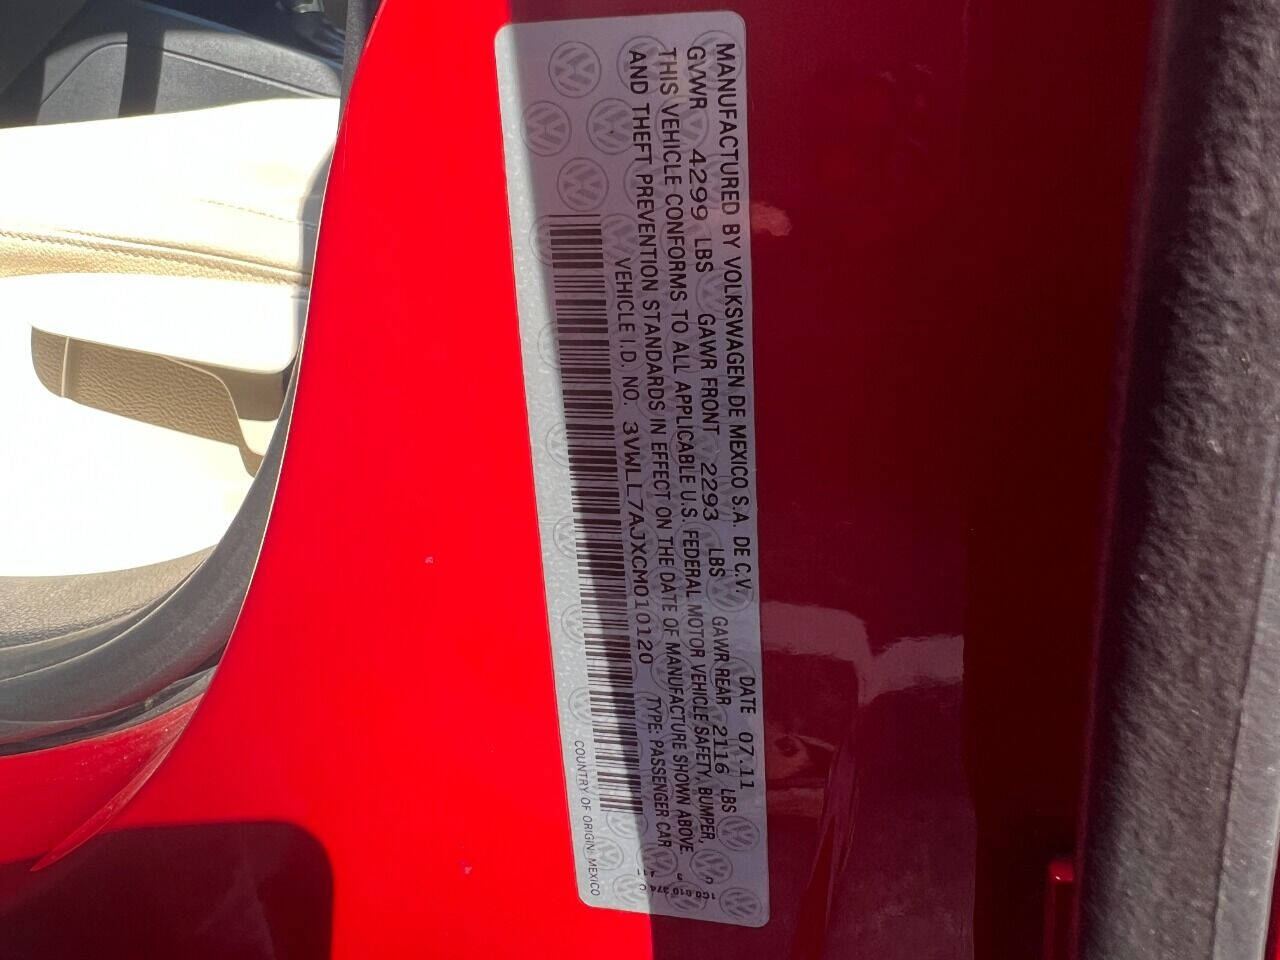 MANUFACTURED BY VOLKSWAGEN DE MEXICO S.A. DE C.V. DATE 07.11
GVWR 4299 LBS GAWR FRONT 2293 LBS GAWR REAR 2116 LBS
THIS VEHICLE CONFORMS TO ALL APPLICABLE U.S. FEDERAL MOTOR VEHICLE SAFETY, BUMPER,
AND THEFT PREVENTION STANDARDS IN EFFECT ON THE DATE OF MANUFACTURE SHOWN ABOVE
VEHICLE I.D. NO. 3VWLL7AJXCM010120 TYPE: PASSENGER CAR
COUNTRY OF ORIGIN: MEXICO